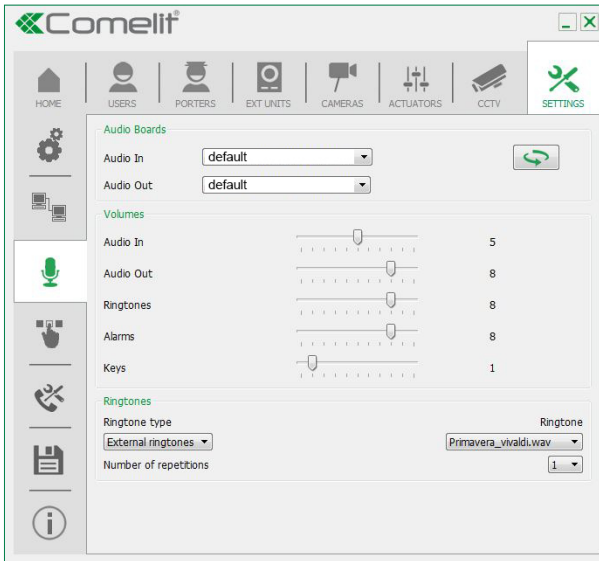 Comelit®
HOME USERS PORTERS EXT UNITS CAMERAS ACTUATORS CCTV SETTINGS
Audio Boards
Audio In default
Audio Out default
Volumes
Audio In 5
Audio Out 8
Ringtones 8
Alarms 8
Keys 1
Ringtones
Ringtone type Ringtone
External ringtones Primavera_vivaldi.wav
Number of repetitions 1